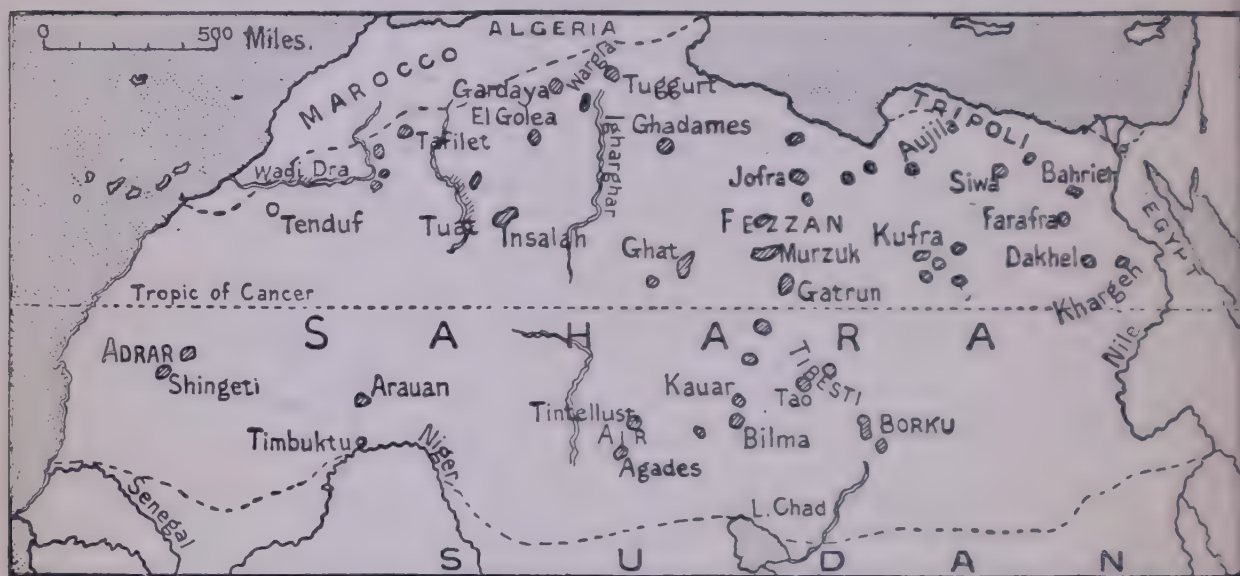 0 500 Miles.
ALGERIA
MAROCCO
Wargla
Gardaya
Tuggurt
El Golea
Igharghar
Ghadames
TRIPOLI
Aujila
Tafilet
Wadi Dra
Jofra
Siwa
Bahrieh
Tenduf
Tuat
Insalah
FEZZAN
Farafra
EGYPT
Kufra
Ghat
Murzuk
Dakhel
Khargeh
Gatrun
Tropic of Cancer
SAHARA
Nile
ADRAR
Shingeti
Arauan
Kauar
TIBESTI
Tao
Tintellust
AIR
Bilma
BORKU
Timbuktu
Niger
Agades
Senegal
L. Chad
SUDAN